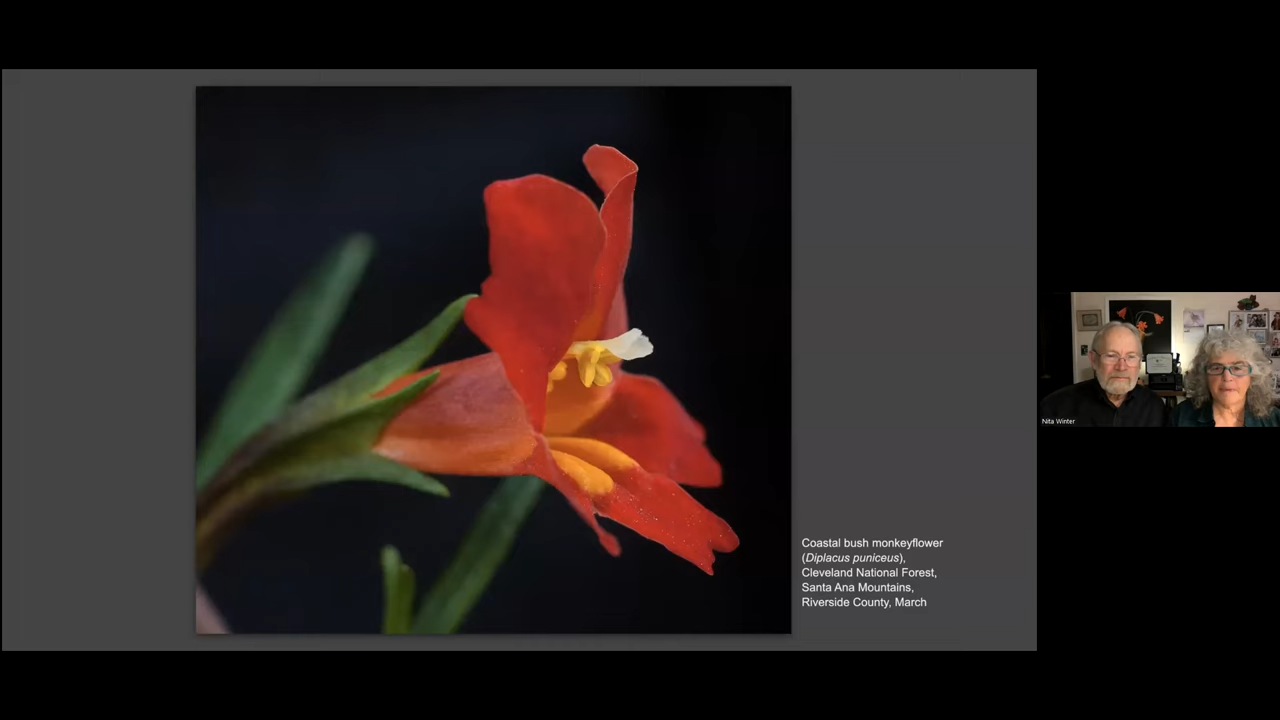 Coastal bush monkeyflower
(Diplacus puniceus),
Cleveland National Forest,
Santa Ana Mountains,
Riverside County, March
Nita Winter